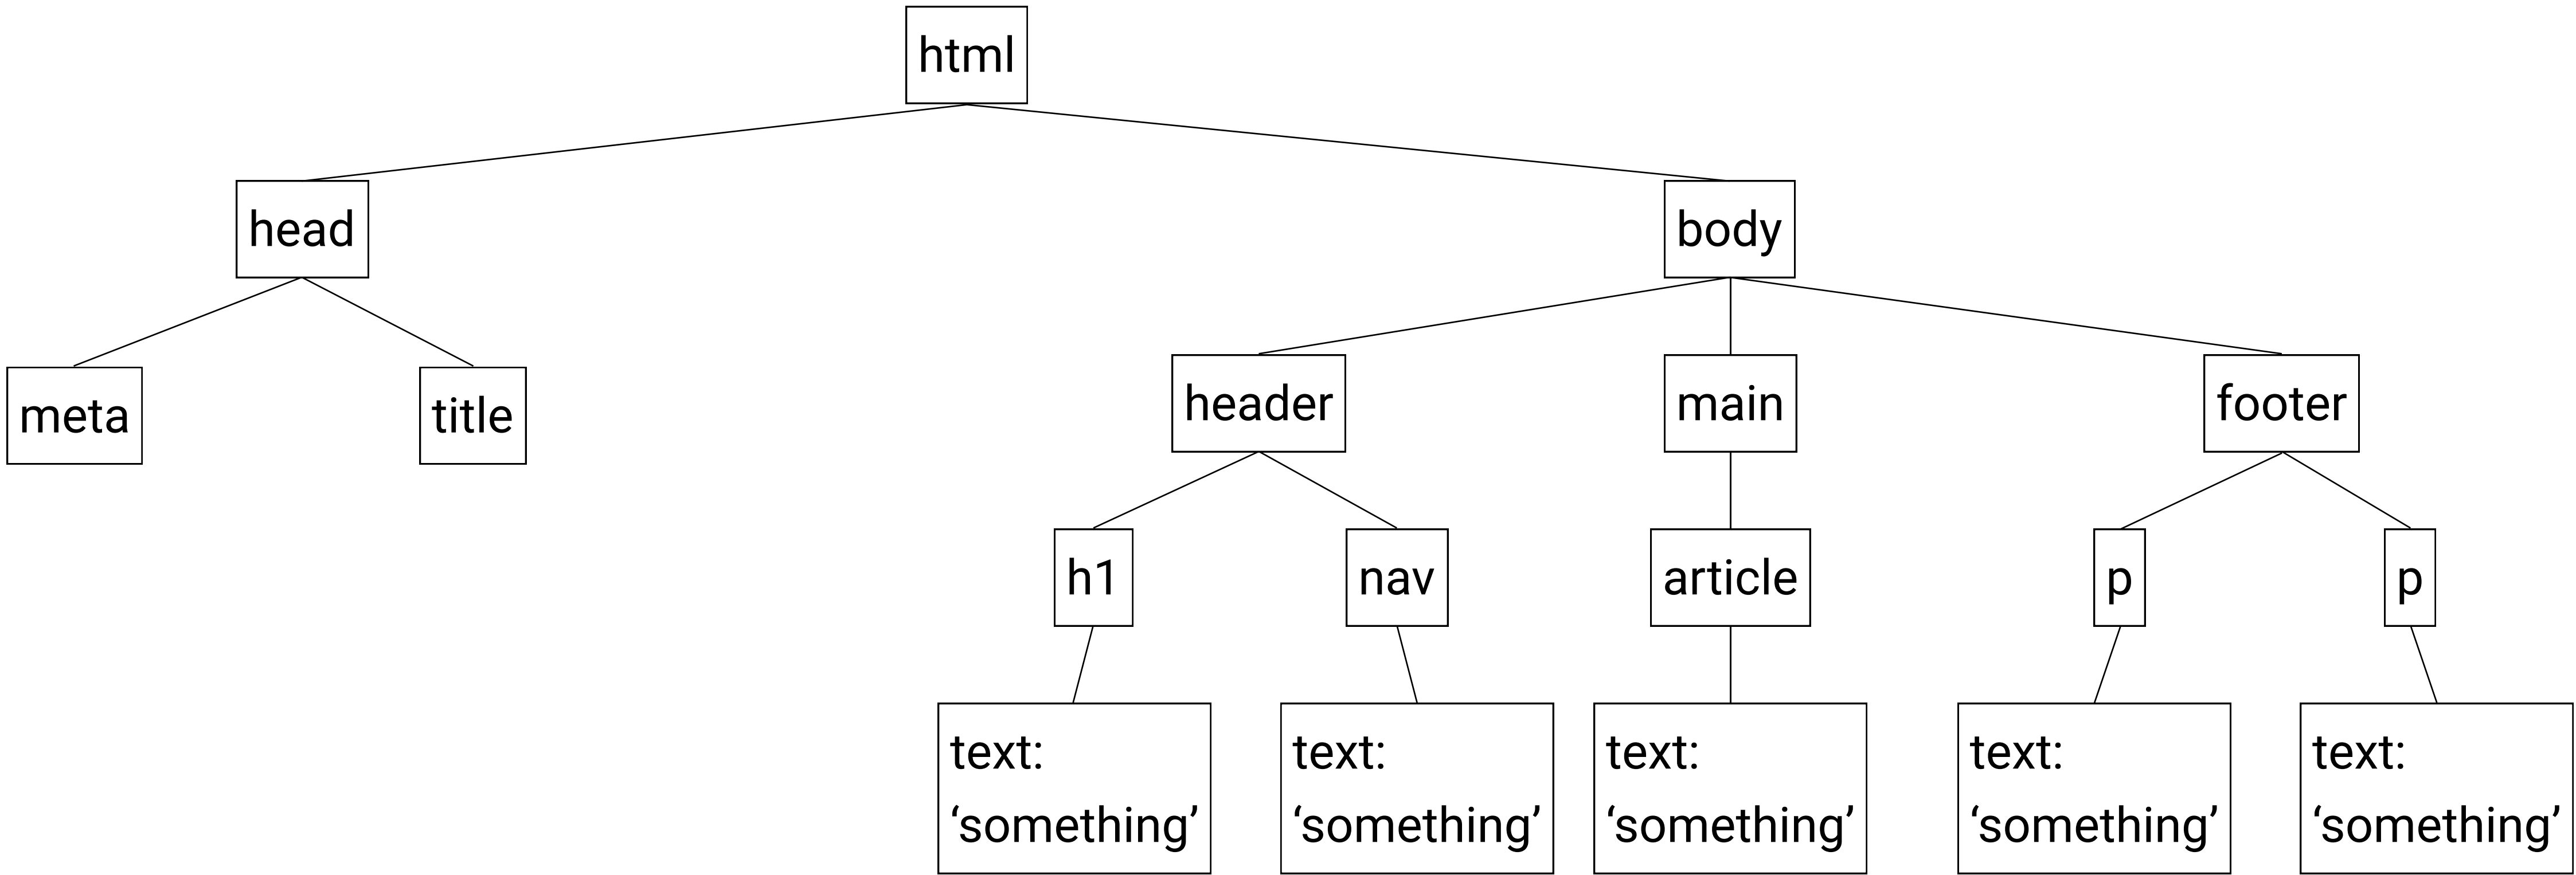 html
head
body
meta
title
header
main
footer
h1
nav
article
p
p
text:
‘something’
text:
‘something’
text:
‘something’
text:
‘something’
text:
‘something’